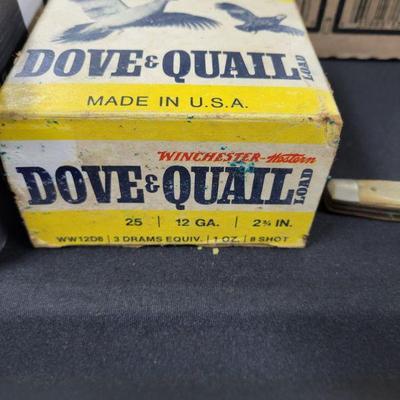 DOVE & QUAIL LOAD
MADE IN U.S.A.
WINCHESTER-Western
DOVE & QUAIL LOAD
25 | 12 GA. | 2¾ IN.
WW12D8 | 3 DRAMS EQUIV. | 1 OZ. | 8 SHOT